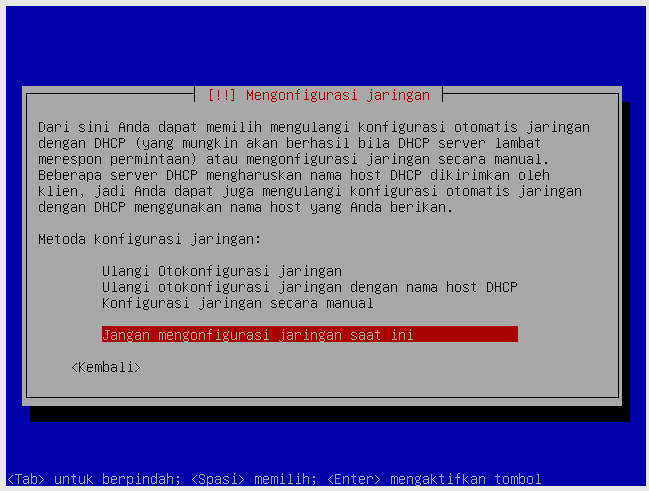 [!!] Mengonfigurasi jaringan
Dari sini Anda dapat memilih mengulangi konfigurasi otomatis jaringan
dengan DHCP (yang mungkin akan berhasil bila DHCP server lambat
merespon permintaan) atau mengonfigurasi jaringan secara manual.
Beberapa server DHCP mengharuskan nama host DHCP dikirimkan oleh
klien, jadi Anda dapat juga mengulangi konfigurasi otomatis jaringan
dengan DHCP menggunakan nama host yang Anda berikan.
Metoda konfigurasi jaringan:
Ulangi Otokonfigurasi jaringan
Ulangi otokonfigurasi jaringan dengan nama host DHCP
Konfigurasi jaringan secara manual
Jangan mengonfigurasi jaringan saat ini
<Kembali>
<Tab> untuk berpindah; <Spasi> memilih; <Enter> mengaktifkan tombol